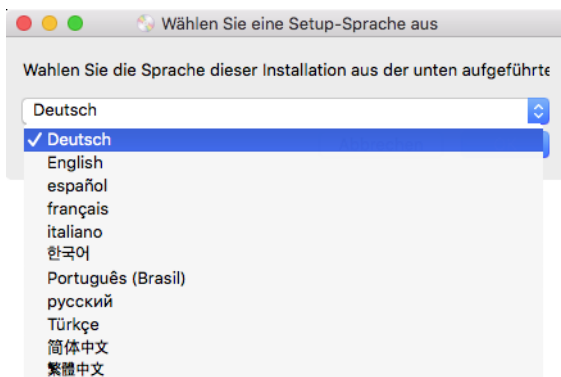 Wählen Sie eine Setup-Sprache aus
Wahlen Sie die Sprache dieser Installation aus der unten aufgeführte
Deutsch
✓ Deutsch
English
español
français
italiano
한국어
Português (Brasil)
русский
Türkçe
简体中文
繁體中文